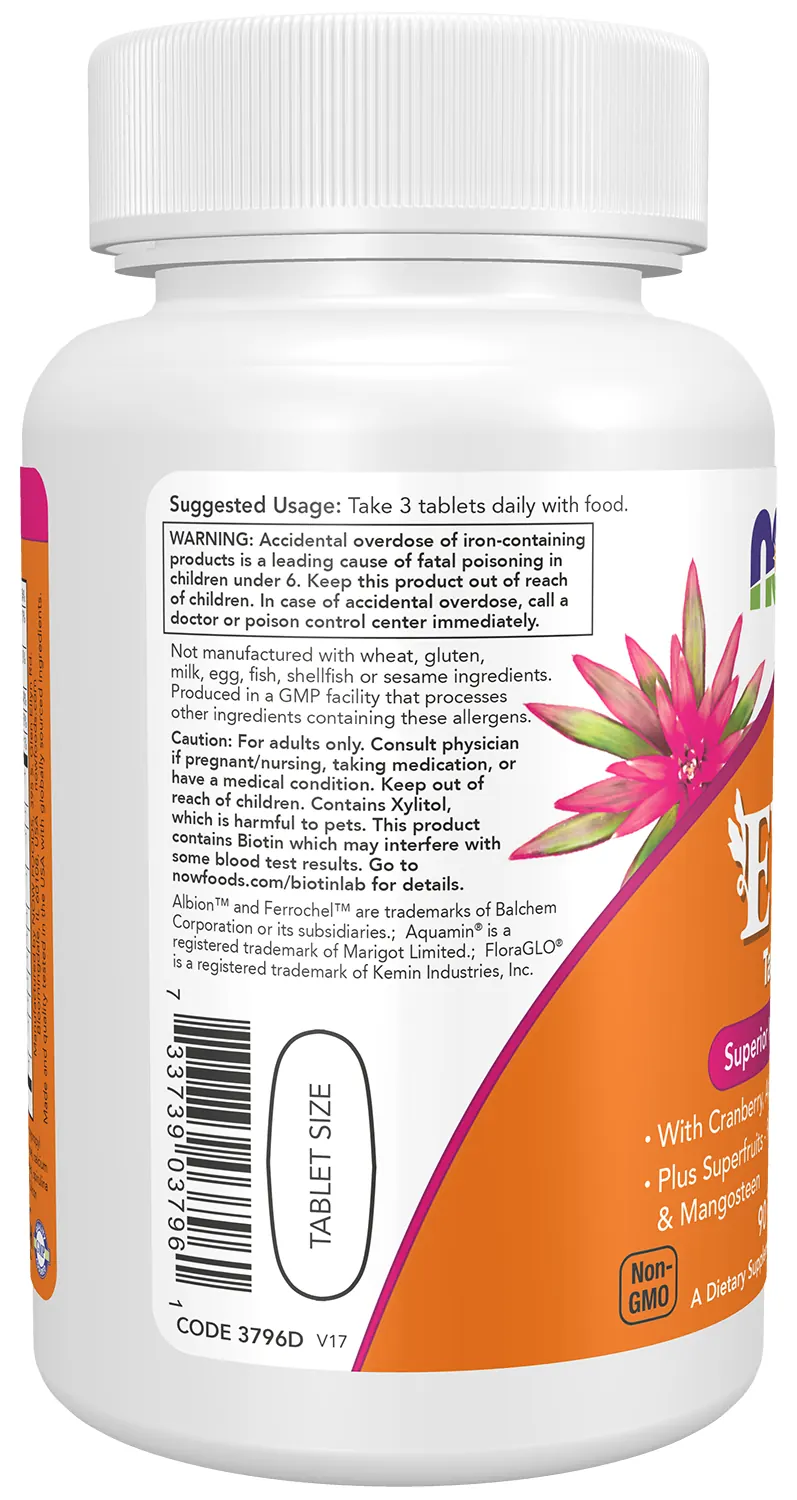 Suggested Usage: Take 3 tablets daily with food.
WARNING: Accidental overdose of iron-containing
products is a leading cause of fatal poisoning in
children under 6. Keep this product out of reach
of children. In case of accidental overdose, call a
doctor or poison control center immediately.
Not manufactured with wheat, gluten,
milk, egg, fish, shellfish or sesame ingredients.
Produced in a GMP facility that processes
other ingredients containing these allergens.
Caution: For adults only. Consult physician
if pregnant/nursing, taking medication, or
have a medical condition. Keep out of
reach of children. Contains Xylitol,
which is harmful to pets. This product
contains Biotin which may interfere with
some blood test results. Go to
nowfoods.com/biotinlab for details.
Albion™ and Ferrochel™ are trademarks of Balchem
Corporation or its subsidiaries.; Aquamin® is a
registered trademark of Marigot Limited.; FloraGLO®
is a registered trademark of Kemin Industries, Inc.
7 33739 03796 1
TABLET SIZE
CODE 3796D V17
Superior
• With Cranberry,
• Plus Superfruits -
& Mangosteen
90
Non-
GMO
A Dietary
Bloomingdale, IL 60108, USA
Made and quality tested in the USA with globally sourced ingredients.